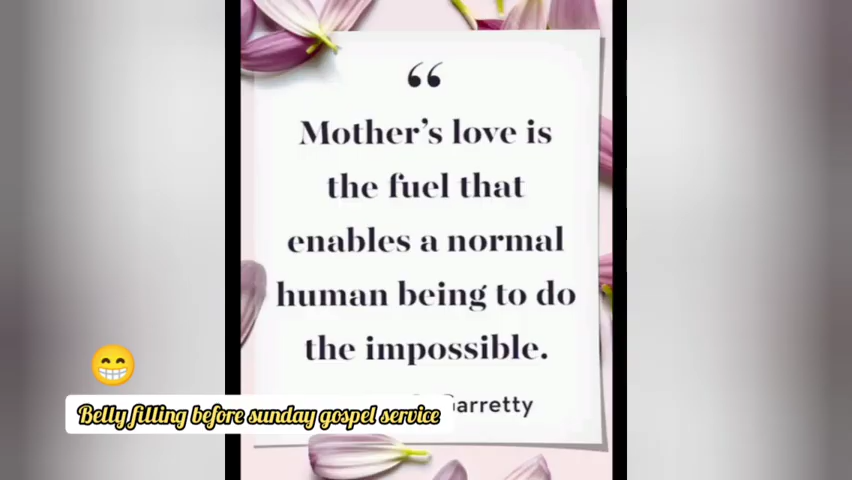 “
Mother’s love is
the fuel that
enables a normal
human being to do
the impossible.
Garretty
Belly filling before sunday gospel service